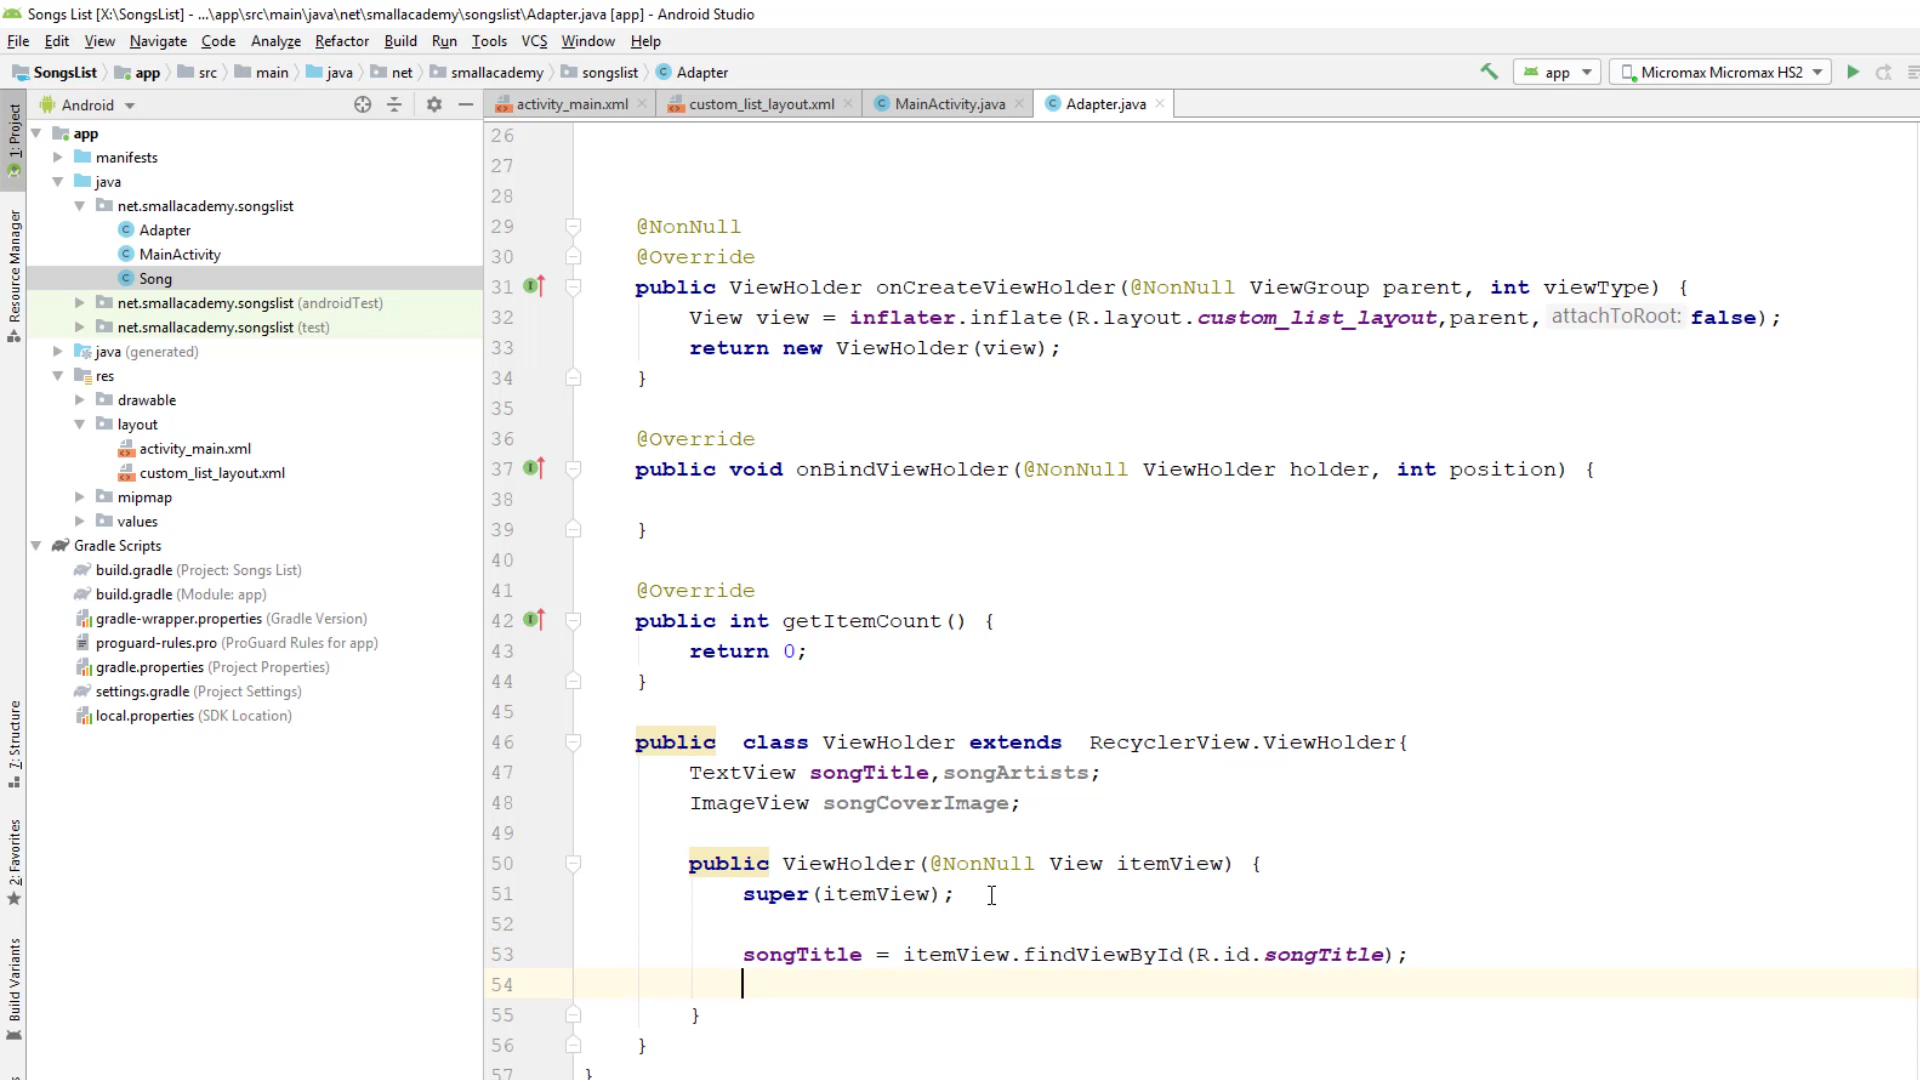 Songs List [X:\SongsList] - ...\app\src\main\java\net\smallacademy\songslist\Adapter.java [app] - Android Studio
File Edit View Navigate Code Analyze Refactor Build Run Tools VCS Window Help
SongsList app src main java net smallacademy songslist Adapter app Micromax Micromax HS2
Android activity_main.xml custom_list_layout.xml MainActivity.java Adapter.java
1: Project
Resource Manager
7: Structure
2: Favorites
Build Variants
app
manifests
java
net.smallacademy.songslist
Adapter
MainActivity
Song
net.smallacademy.songslist (androidTest)
net.smallacademy.songslist (test)
java (generated)
res
drawable
layout
activity_main.xml
custom_list_layout.xml
mipmap
values
Gradle Scripts
build.gradle (Project: Songs List)
build.gradle (Module: app)
gradle-wrapper.properties (Gradle Version)
proguard-rules.pro (ProGuard Rules for app)
gradle.properties (Project Properties)
settings.gradle (Project Settings)
local.properties (SDK Location)
26
27
28
29 @NonNull
30 @Override
31 public ViewHolder onCreateViewHolder(@NonNull ViewGroup parent, int viewType) {
32 View view = inflater.inflate(R.layout.custom_list_layout,parent, attachToRoot: false);
33 return new ViewHolder(view);
34 }
35
36 @Override
37 public void onBindViewHolder(@NonNull ViewHolder holder, int position) {
38
39 }
40
41 @Override
42 public int getItemCount() {
43 return 0;
44 }
45
46 public class ViewHolder extends RecyclerView.ViewHolder{
47 TextView songTitle,songArtists;
48 ImageView songCoverImage;
49
50 public ViewHolder(@NonNull View itemView) {
51 super(itemView);
52
53 songTitle = itemView.findViewById(R.id.songTitle);
54
55 }
56 }
57 }